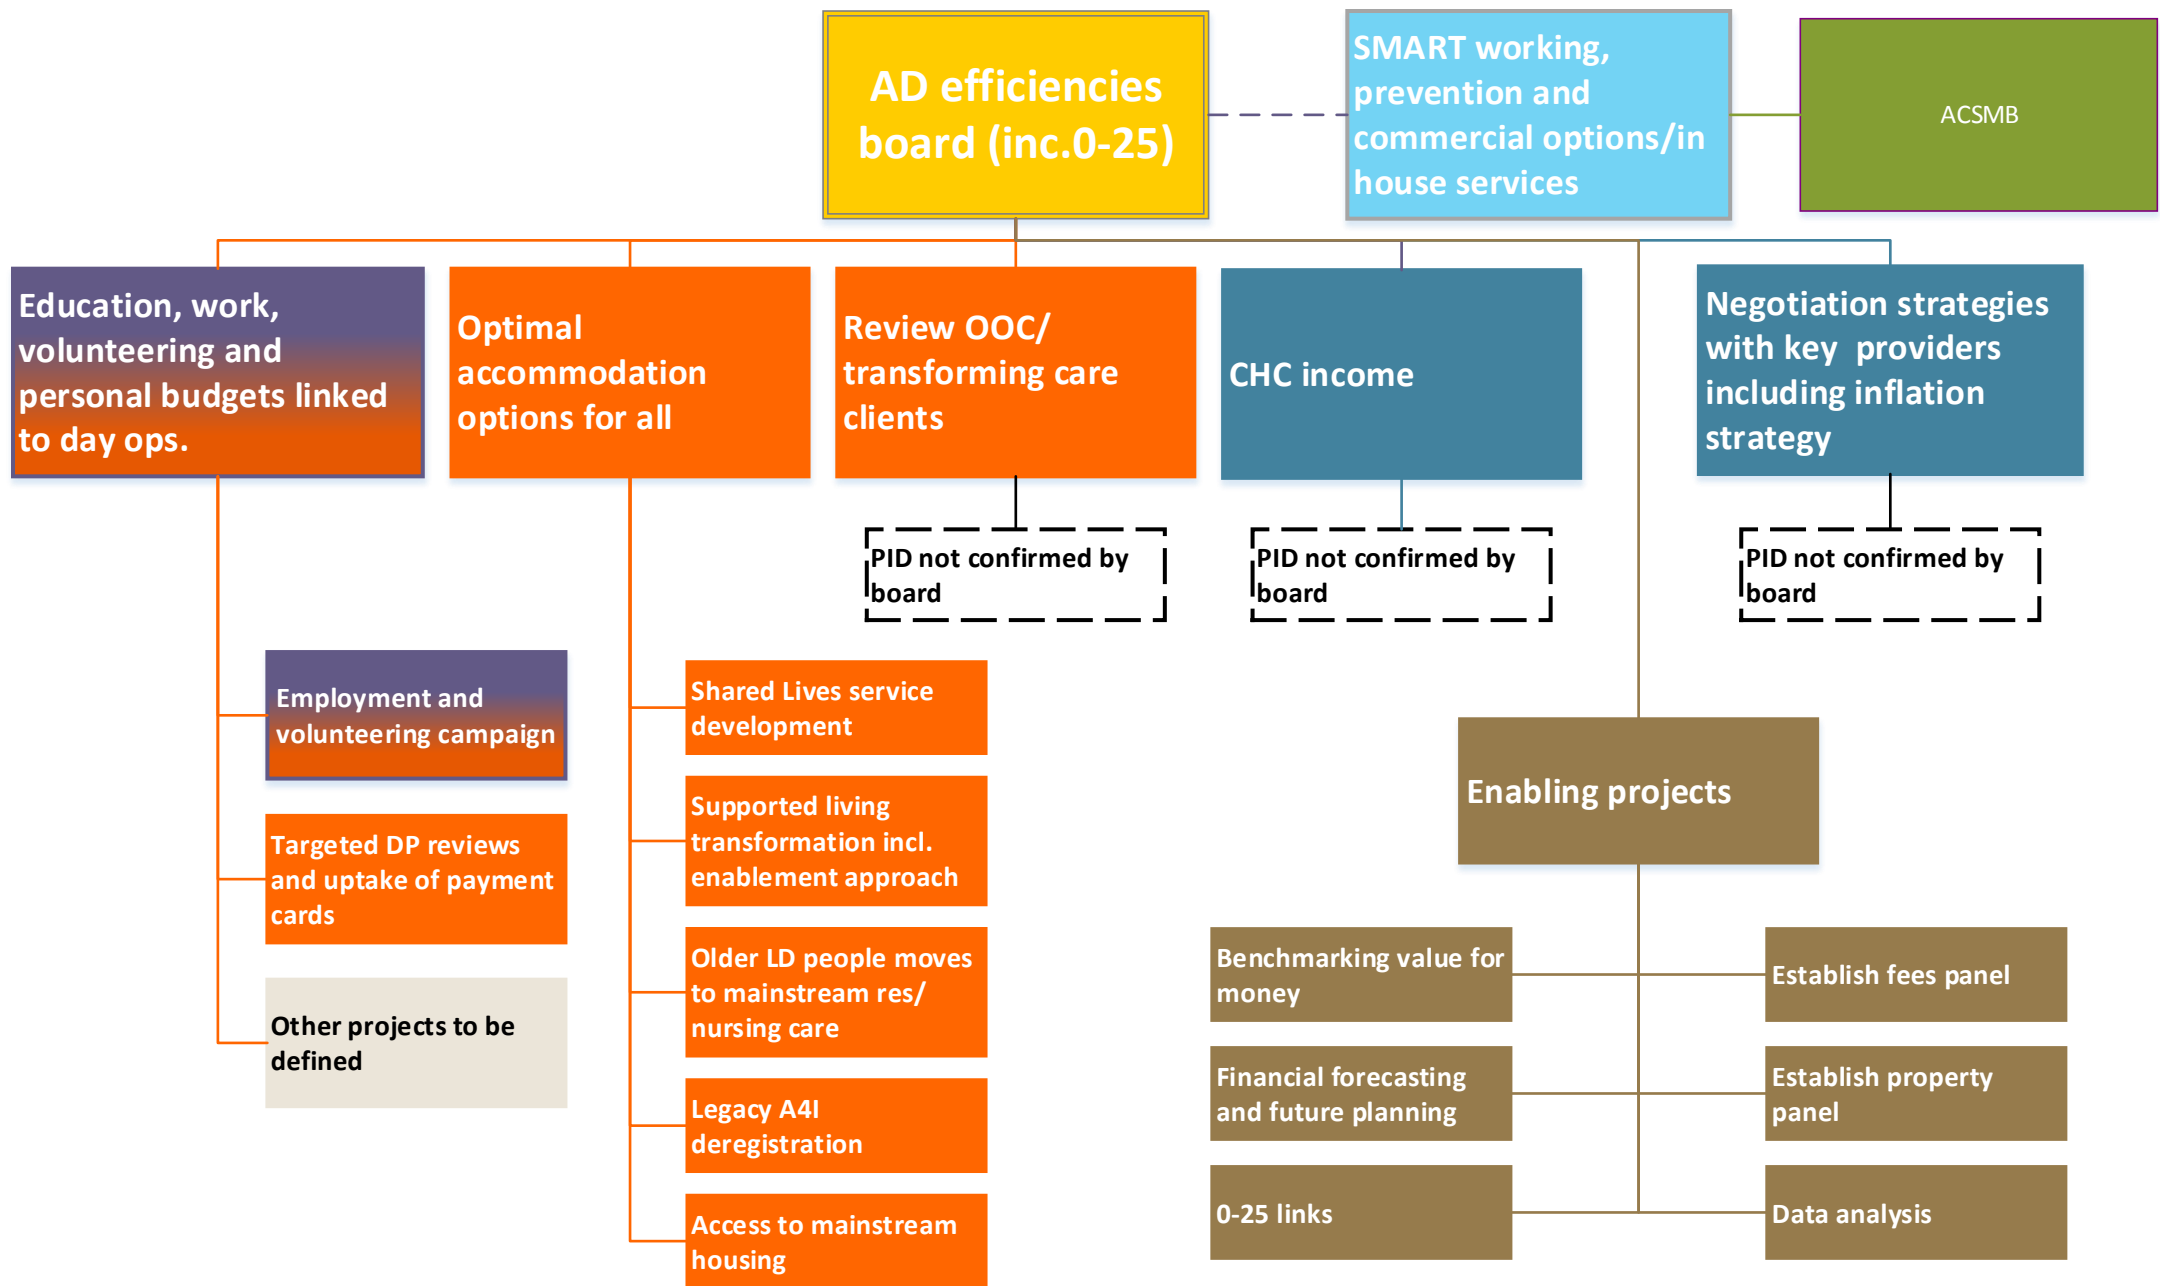 AD efficiencies
board (inc.0-25)
SMART working,
prevention and
commercial options/in
house services
ACSMB
Education, work,
volunteering and
personal budgets linked
to day ops.
Optimal
accommodation
options for all
Review OOC/
transforming care
clients
CHC income
Negotiation strategies
with key  providers
including inflation
strategy
PID not confirmed by
board
PID not confirmed by
board
PID not confirmed by
board
Employment and
volunteering campaign
Targeted DP reviews
and uptake of payment
cards
Other projects to be
defined
Shared Lives service
development
Supported living
transformation incl.
enablement approach
Older LD people moves
to mainstream res/
nursing care
Legacy A4I
deregistration
Access to mainstream
housing
Enabling projects
Benchmarking value for
money
Establish fees panel
Financial forecasting
and future planning
Establish property
panel
0-25 links
Data analysis